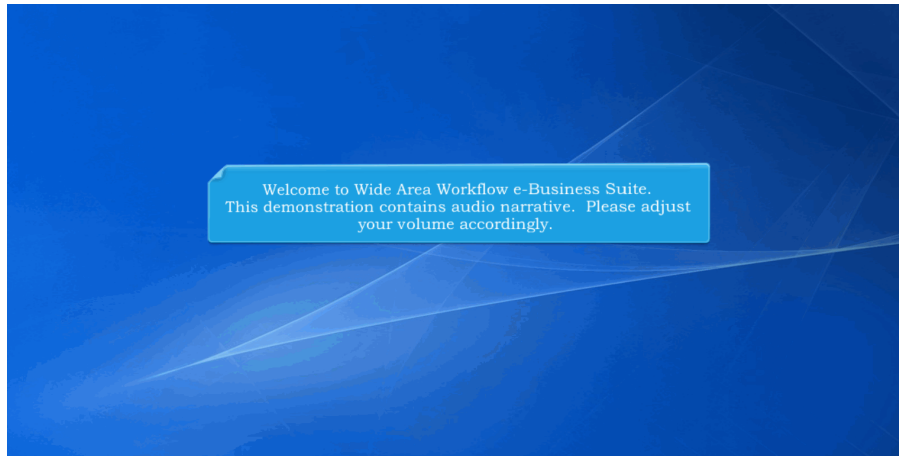 Welcome to Wide Area Workflow e-Business Suite.
This demonstration contains audio narrative.  Please adjust
your volume accordingly.